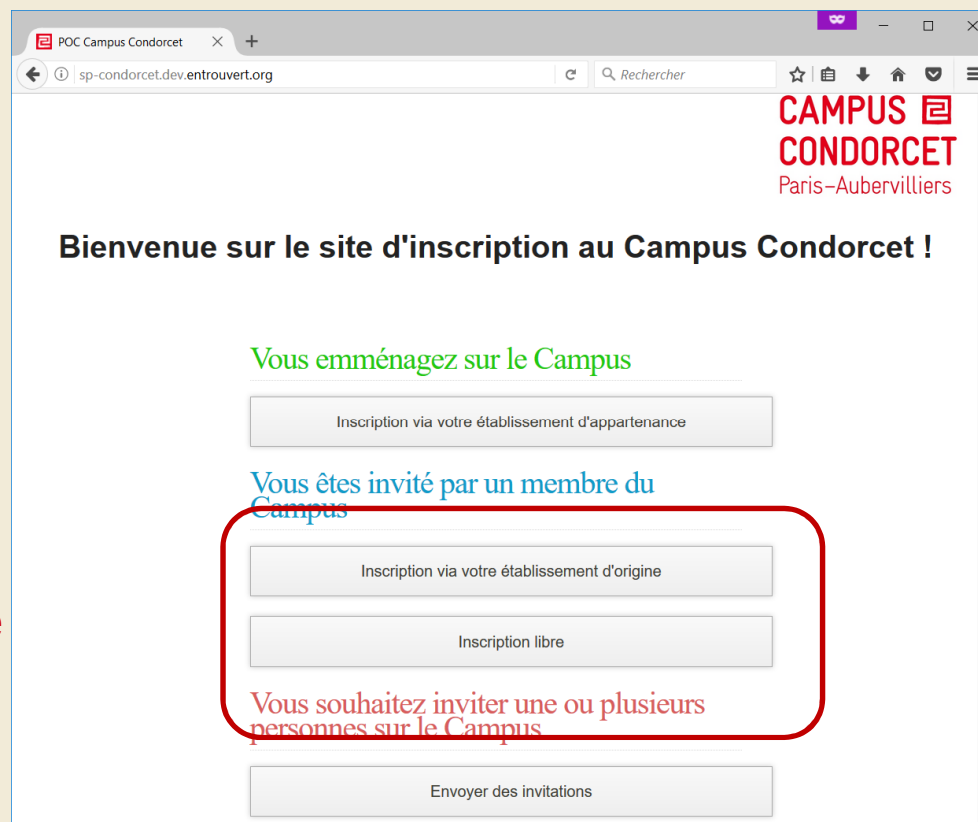 POC Campus Condorcet
sp-condorcet.dev.entrouvert.org
Rechercher
CAMPUS
CONDORCET
Paris–Aubervilliers
Bienvenue sur le site d'inscription au Campus Condorcet !
Vous emménagez sur le Campus
Inscription via votre établissement d'appartenance
Vous êtes invité par un membre du
Campus
Inscription via votre établissement d'origine
Inscription libre
Vous souhaitez inviter une ou plusieurs
personnes sur le Campus
Envoyer des invitations